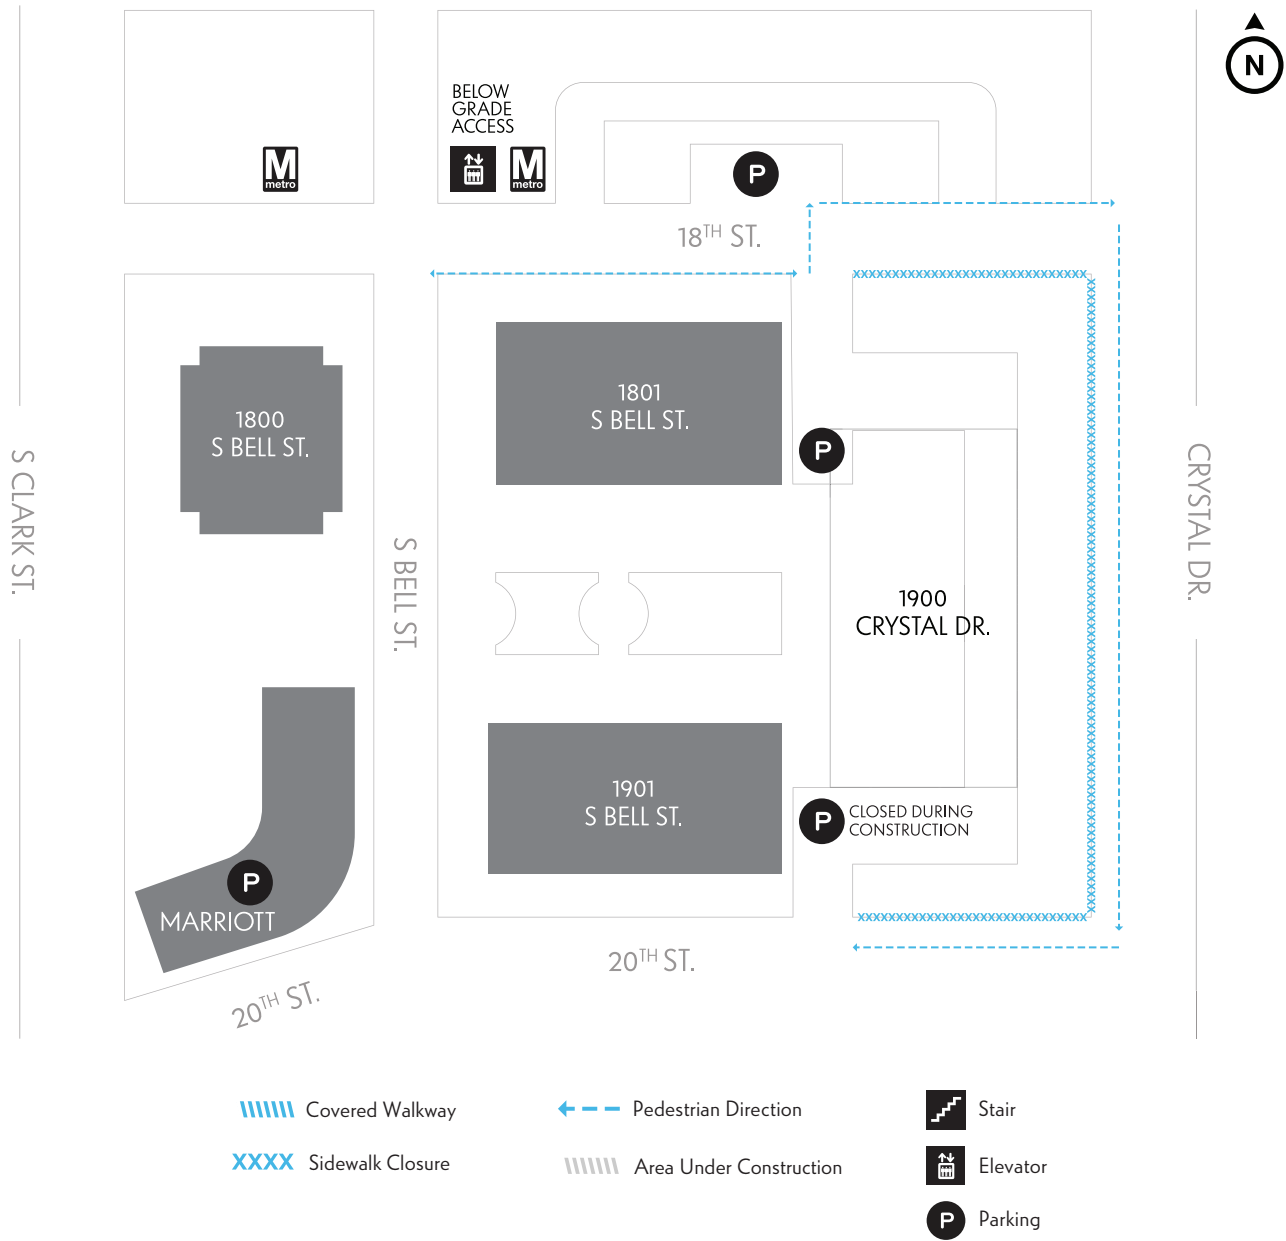 N
BELOW
GRADE
ACCESS
M
metro
M
metro
P
18TH ST.
1800
S BELL ST.
1801
S BELL ST.
P
S CLARK ST.
S BELL ST.
CRYSTAL DR.
1900
CRYSTAL DR.
1901
S BELL ST.
P
CLOSED DURING
CONSTRUCTION
P
MARRIOTT
20TH ST.
20TH ST.
Covered Walkway
Pedestrian Direction
Stair
XXXX Sidewalk Closure
Area Under Construction
Elevator
P
Parking